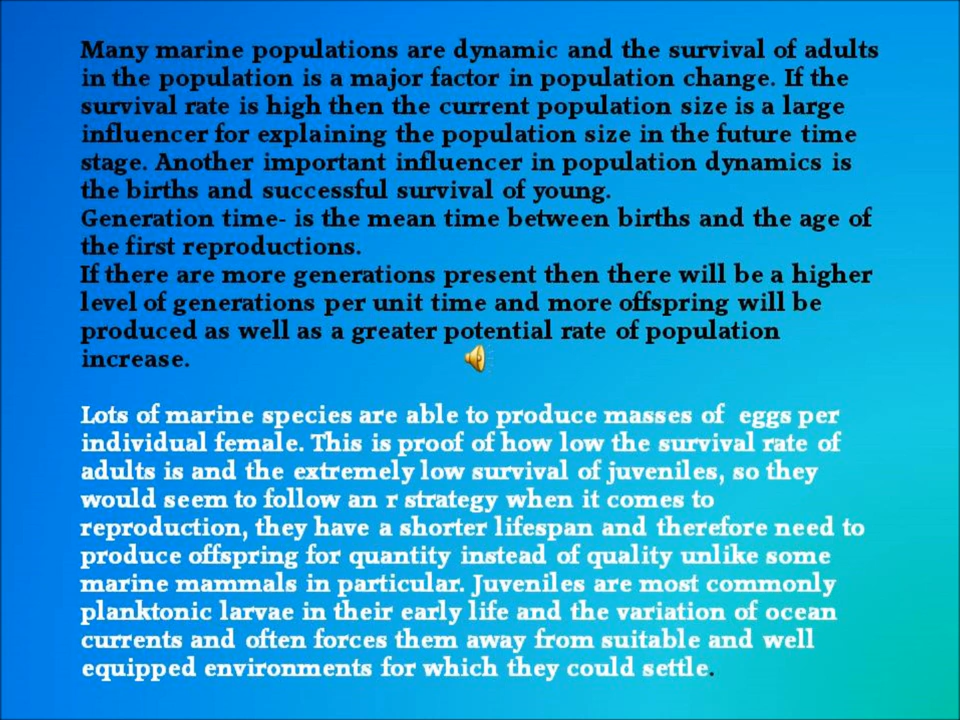 Many marine populations are dynamic and the survival of adults
in the population is a major factor in population change. If the
survival rate is high then the current population size is a large
influencer for explaining the population size in the future time
stage. Another important influencer in population dynamics is
the births and successful survival of young.
Generation time- is the mean time between births and the age of
the first reproductions.
If there are more generations present then there will be a higher
level of generations per unit time and more offspring will be
produced as well as a greater potential rate of population
increase.
Lots of marine species are able to produce masses of eggs per
individual female. This is proof of how low the survival rate of
adults is and the extremely low survival of juveniles, so they
would seem to follow an r strategy when it comes to
reproduction, they have a shorter lifespan and therefore need to
produce offspring for quantity instead of quality unlike some
marine mammals in particular. Juveniles are most commonly
planktonic larvae in their early life and the variation of ocean
currents and often forces them away from suitable and well
equipped environments for which they could settle.